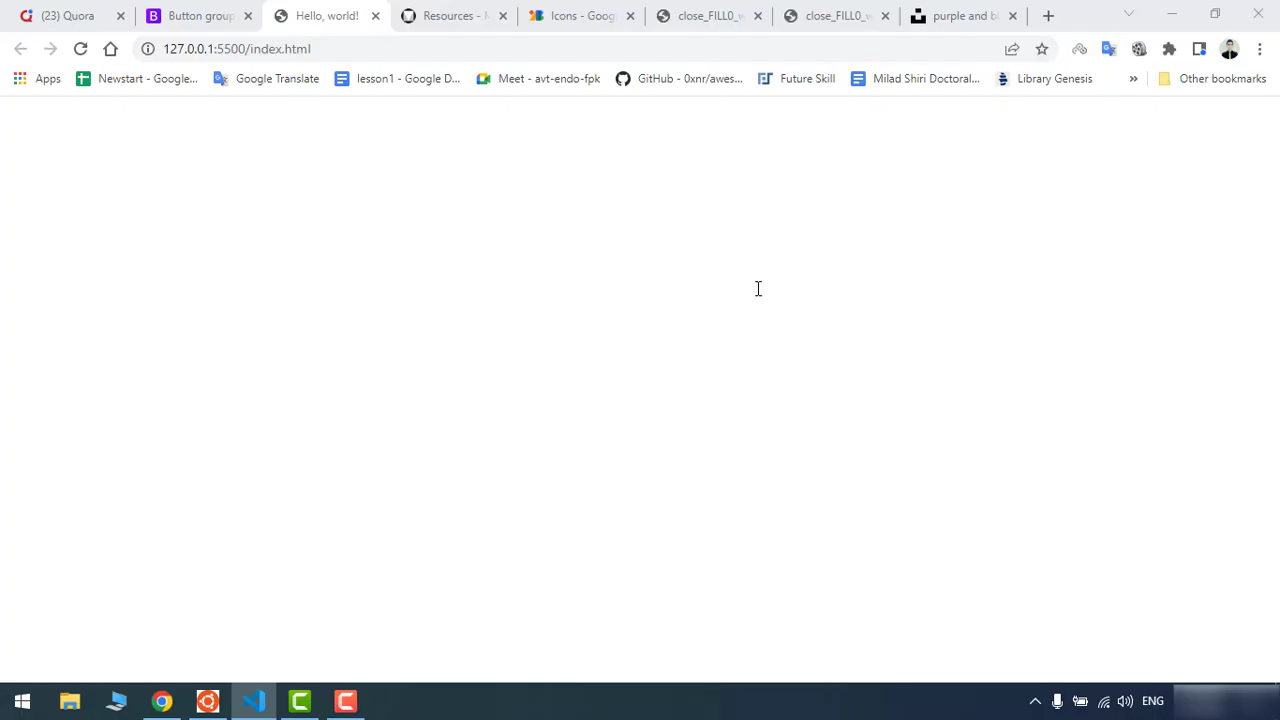 (23) Quora
Button group
Hello, world!
Resources - M
Icons - Goog
close_FILL0_w
close_FILL0_w
purple and b
127.0.0.1:5500/index.html
Apps
Newstart - Google...
Google Translate
lesson1 - Google D...
Meet - avt-endo-fpk
GitHub - 0xnr/awes...
Future Skill
Milad Shiri Doctoral...
Library Genesis
»
Other bookmarks
ENG